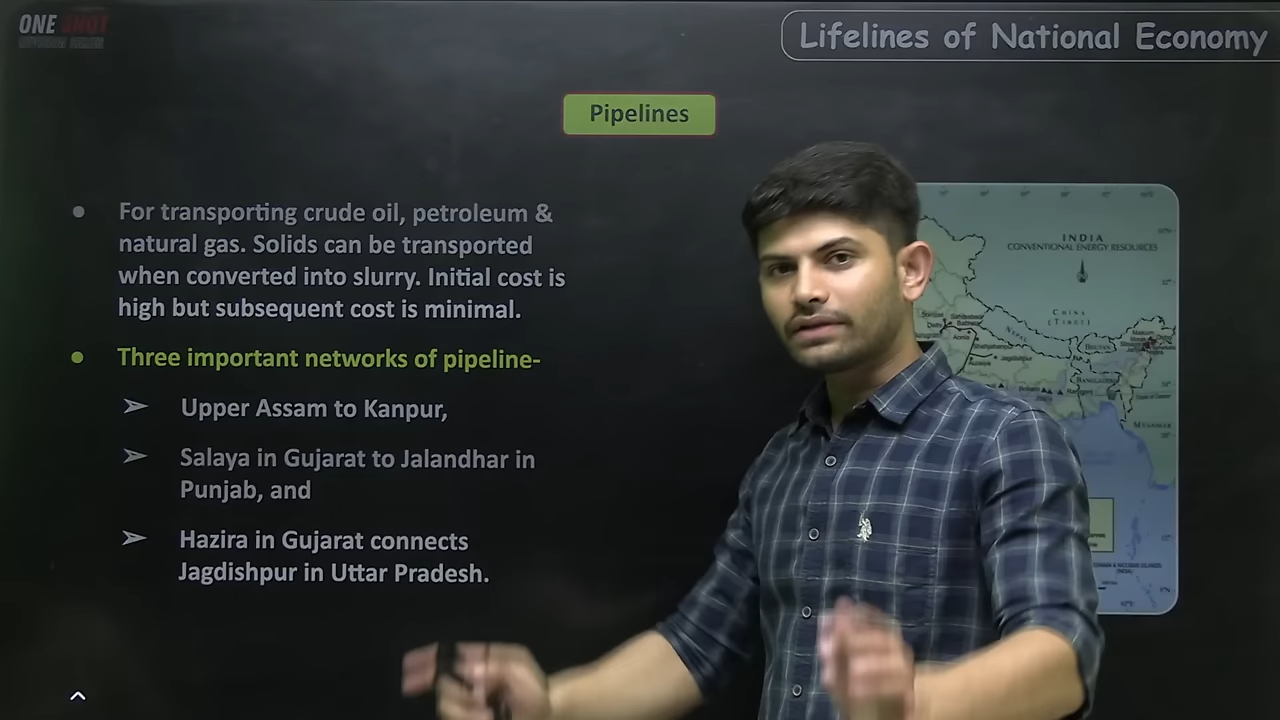 ONE SHOT
Lifelines of National Economy
Pipelines
● For transporting crude oil, petroleum &
natural gas. Solids can be transported
when converted into slurry. Initial cost is
high but subsequent cost is minimal.
● Three important networks of pipeline-
➢ Upper Assam to Kanpur,
➢ Salaya in Gujarat to Jalandhar in
Punjab, and
➢ Hazira in Gujarat connects
Jagdishpur in Uttar Pradesh.
INDIA
CONVENTIONAL ENERGY RESOURCES
CHINA
(TIBET)
NEPAL
BHUTAN
BANGLADESH
MYANMAR
Delhi
Jagdishpur
(INDIA)